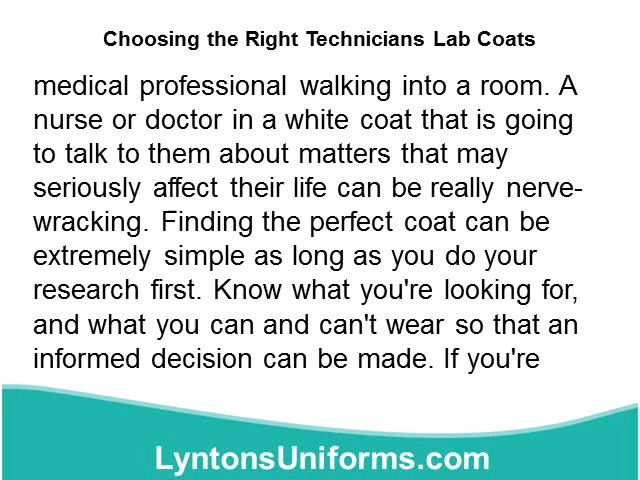 Choosing the Right Technicians Lab Coats
medical professional walking into a room. A
nurse or doctor in a white coat that is going
to talk to them about matters that may
seriously affect their life can be really nerve-
wracking. Finding the perfect coat can be
extremely simple as long as you do your
research first. Know what you're looking for,
and what you can and can't wear so that an
informed decision can be made. If you're
LyntonsUniforms.com